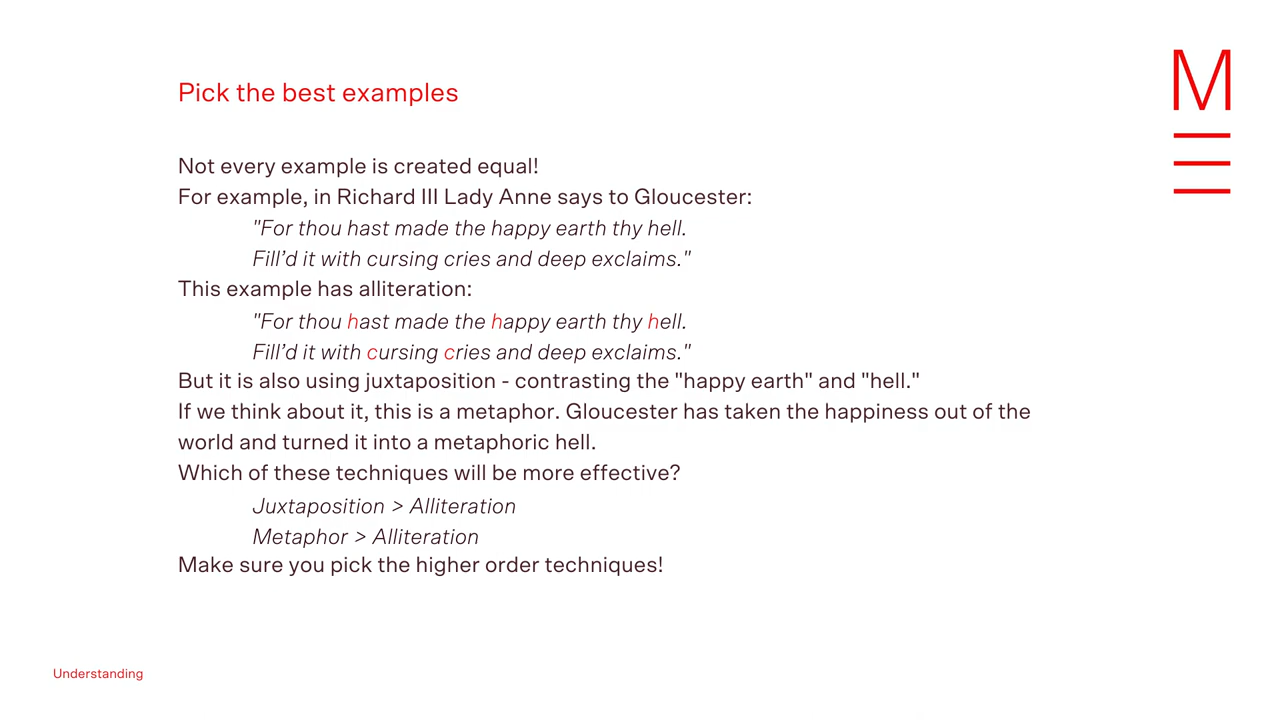 Pick the best examples
Not every example is created equal!
For example, in Richard III Lady Anne says to Gloucester:
"For thou hast made the happy earth thy hell.
Fill’d it with cursing cries and deep exclaims."
This example has alliteration:
"For thou hast made the happy earth thy hell.
Fill’d it with cursing cries and deep exclaims."
But it is also using juxtaposition - contrasting the "happy earth" and "hell."
If we think about it, this is a metaphor. Gloucester has taken the happiness out of the
world and turned it into a metaphoric hell.
Which of these techniques will be more effective?
Juxtaposition > Alliteration
Metaphor > Alliteration
Make sure you pick the higher order techniques!
Understanding
M